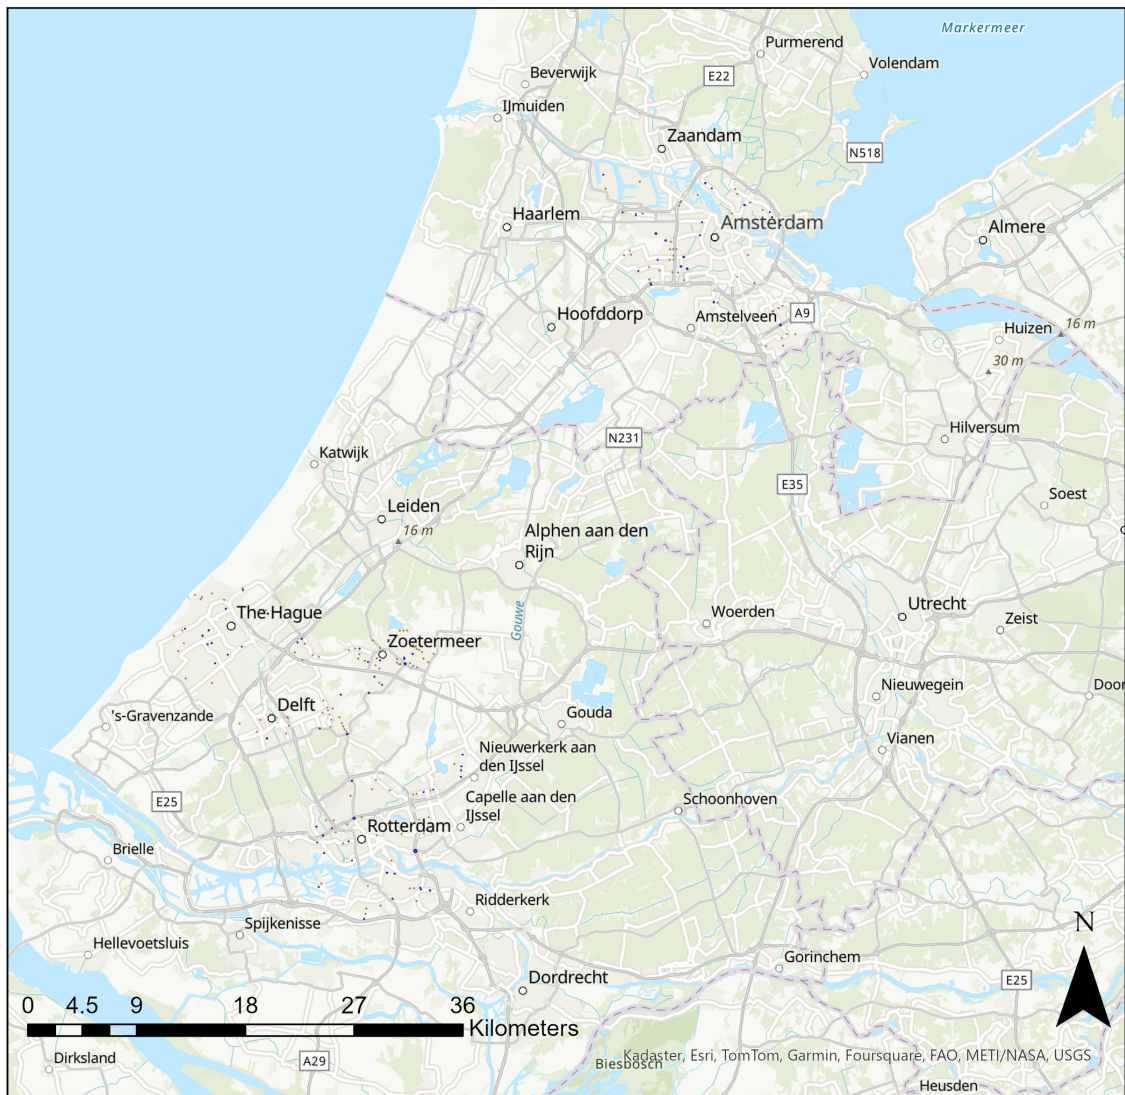 Markermeer
Purmerend
Volendam
Beverwijk
E22
IJmuiden
Zaandam
N518
Haarlem
Amsterdam
Almere
Hoofddorp
Amstelveen
A9
Huizen
16 m
30 m
N231
Hilversum
Katwijk
E35
Soest
Leiden
16 m
Alphen aan den
Rijn
Gouwe
The Hague
Woerden
Utrecht
Zeist
Zoetermeer
Nieuwegein
Door
Delft
's-Gravenzande
Gouda
Vianen
Nieuwerkerk aan
den IJssel
E25
Capelle aan den
IJssel
Schoonhoven
Rotterdam
Brielle
Ridderkerk
Spijkenisse
N
Hellevoetsluis
Gorinchem
Dordrecht
E25
0 4.5 9 18 27 36
Kilometers
Dirksland
A29
Biesbosch
Kadaster, Esri, TomTom, Garmin, Foursquare, FAO, METI/NASA, USGS
Heusden